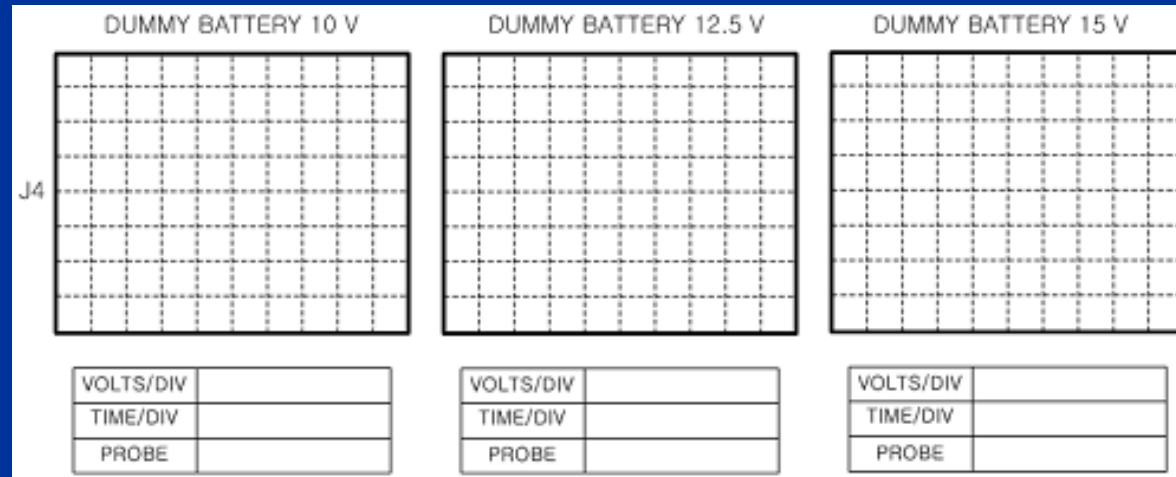 DUMMY BATTERY 10 V
DUMMY BATTERY 12.5 V
DUMMY BATTERY 15 V
J4
VOLTS/DIV
TIME/DIV
PROBE
VOLTS/DIV
TIME/DIV
PROBE
VOLTS/DIV
TIME/DIV
PROBE